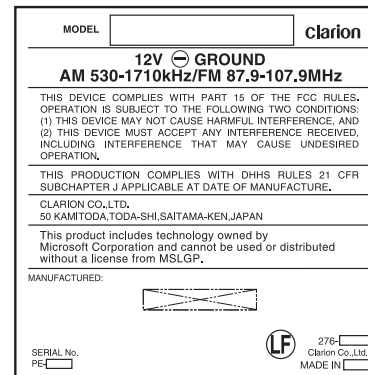 MODEL clarion
12V ⊖ GROUND
AM 530-1710kHz/FM 87.9-107.9MHz
THIS DEVICE COMPLIES WITH PART 15 OF THE FCC RULES.
OPERATION IS SUBJECT TO THE FOLLOWING TWO CONDITIONS:
(1) THIS DEVICE MAY NOT CAUSE HARMFUL INTERFERENCE, AND
(2) THIS DEVICE MUST ACCEPT ANY INTERFERENCE RECEIVED,
INCLUDING INTERFERENCE THAT MAY CAUSE UNDESIRED
OPERATION.
THIS PRODUCTION COMPLIES WITH DHHS RULES 21 CFR
SUBCHAPTER J APPLICABLE AT DATE OF MANUFACTURE.
CLARION CO.,LTD.
50 KAMITODA,TODA-SHI,SAITAMA-KEN,JAPAN
This product includes technology owned by
Microsoft Corporation and cannot be used or distributed
without a license from MSLGP.
MANUFACTURED:
SERIAL No.
PE-
LF
276-
Clarion Co.,Ltd.
MADE IN